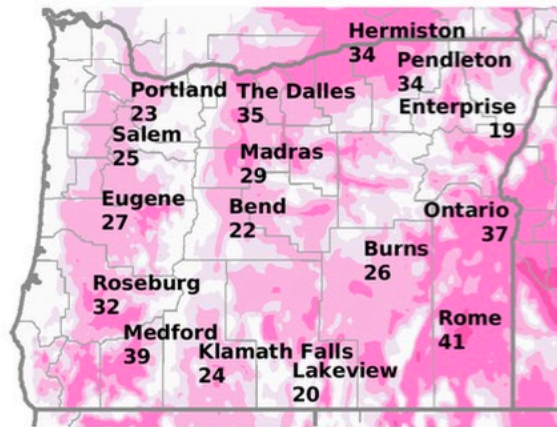 Hermiston
34
Pendleton
34
Portland
23
The Dalles
35
Enterprise
19
Salem
25
Madras
29
Eugene
27
Bend
22
Ontario
37
Burns
26
Roseburg
32
Medford
39
Klamath Falls
24
Rome
41
Lakeview
20